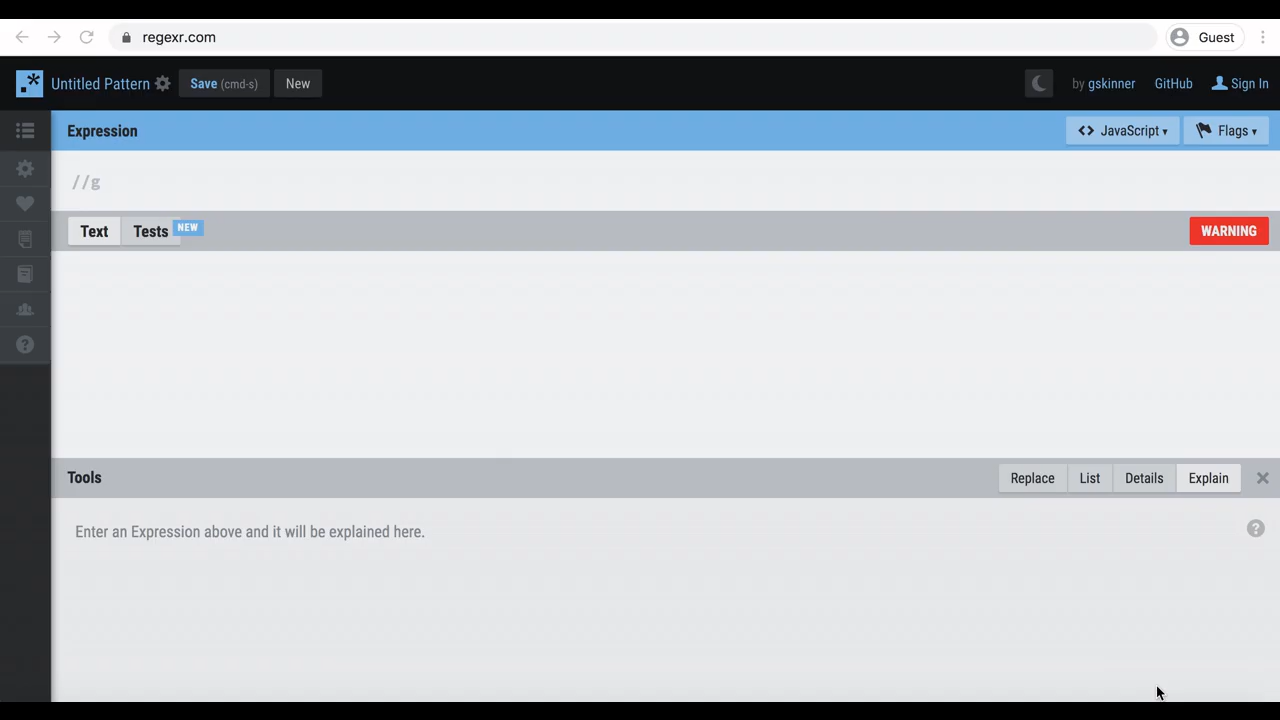 regexr.com
Guest
Untitled Pattern
Save (cmd-s)
New
by gskinner
GitHub
Sign In
Expression
<> JavaScript ▾
Flags ▾
//g
Text
Tests
NEW
WARNING
Tools
Replace
List
Details
Explain
Enter an Expression above and it will be explained here.